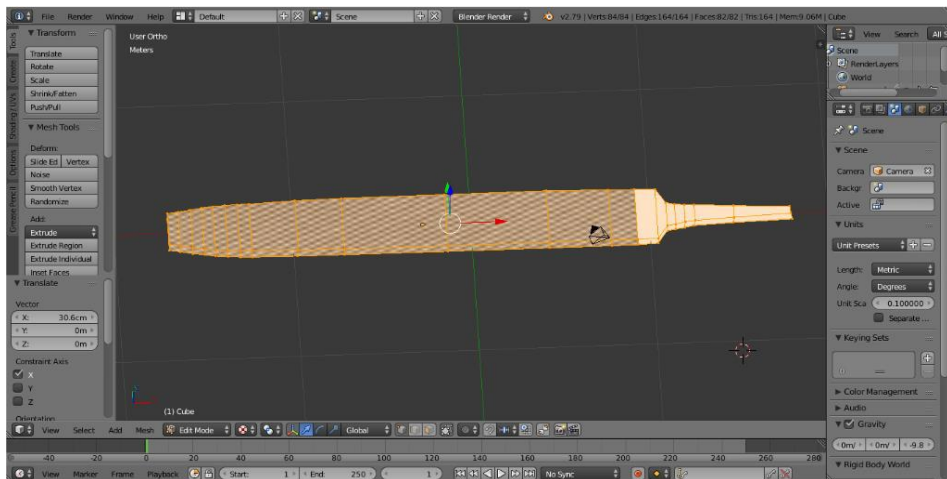 File Render Window Help Default Scene Blender Render v2.79 | Verts:84/84 | Edges:164/164 | Faces:82/82 | Tris:164 | Mem:9.06M | Cube
Tools
Create
Shading / UVs
Options
Grease Pencil
▼ Transform
Translate
Rotate
Scale
Shrink/Fatten
Push/Pull
▼ Mesh Tools
Deform:
Slide Ed Vertex
Noise
Smooth Vertex
Randomize
Add:
Extrude
Extrude Region
Extrude Individual
Inset Faces
▼ Translate
Vector
X: 30.6cm
Y: 0m
Z: 0m
Constraint Axis
X
Y
Z
Orientation
User Ortho
Meters
(1) Cube
View Select Add Mesh Edit Mode Global
View Search All S
Scene
RenderLayers
World
Scene
▼ Scene
Camera Camera
Backgr
Active
▼ Units
Unit Presets
Length: Metric
Angle: Degrees
Unit Sca 0.100000
Separate ...
▼ Keying Sets
▶ Color Management
▶ Audio
▼ Gravity
0m/ 0m/ -9.8
▼ Rigid Body World
-40 -20 0 20 40 60 80 100 120 140 160 180 200 220 240 260 280
View Marker Frame Playback Start: 1 End: 250 1 No Sync